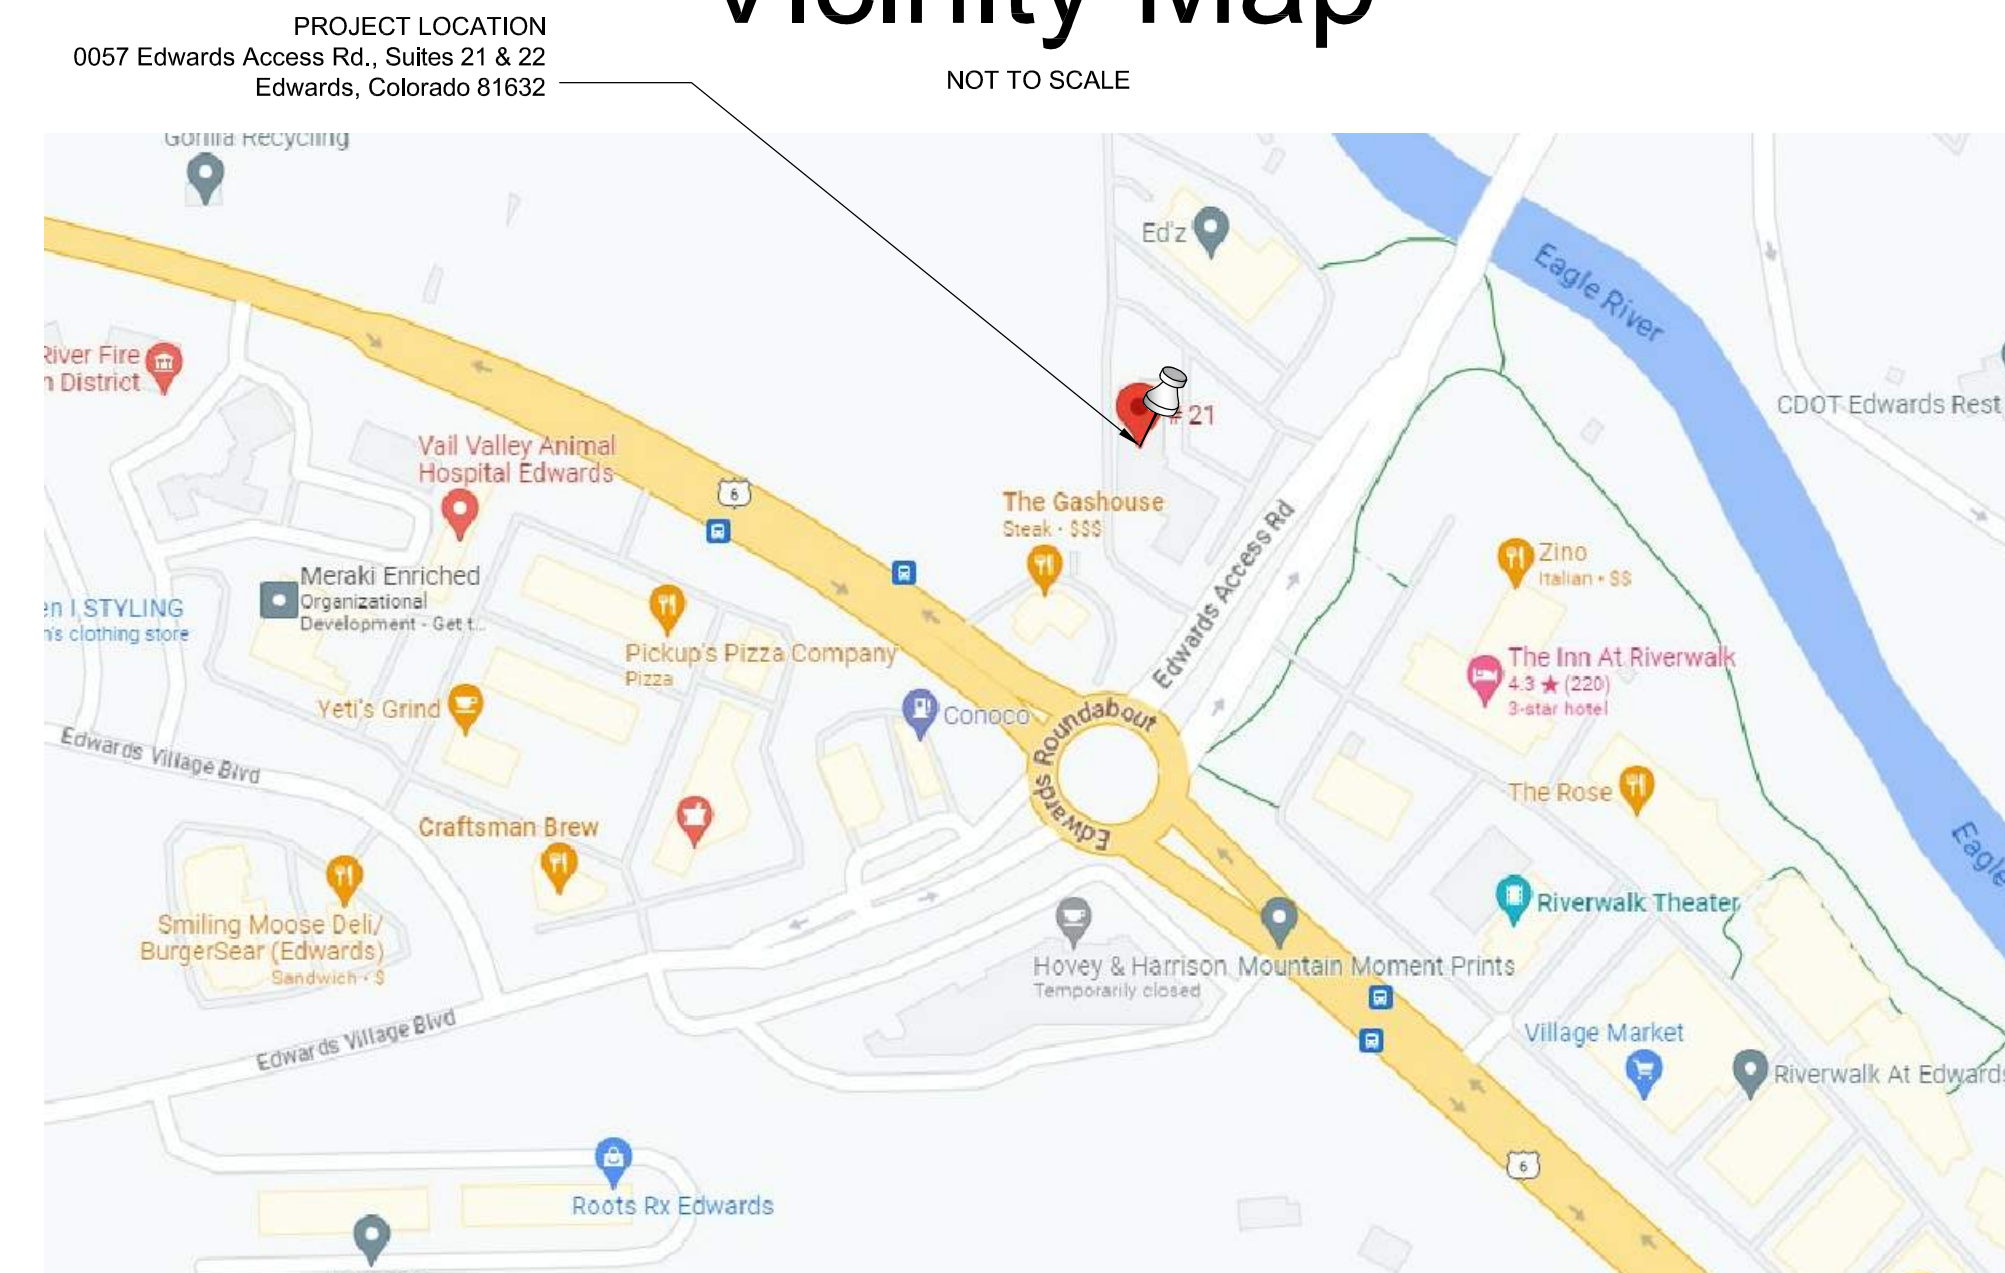 Vicinity Map
PROJECT LOCATION
0057 Edwards Access Rd., Suites 21 & 22
Edwards, Colorado 81632
NOT TO SCALE
Gorilla Recycling
Ed'z
Eagle River
River Fire
n District
# 21
CDOT Edwards Rest
Vail Valley Animal
Hospital Edwards
6
The Gashouse
Steak · $$$
Edwards Access Rd
Zino
Italian · $$
Meraki Enriched
Organizational
Development - Get t...
en I STYLING
n's clothing store
Pickup's Pizza Company
Pizza
The Inn At Riverwalk
4.3 ★ (220)
3-star hotel
Yeti's Grind
Conoco
Edwards Roundabout
Edwards Village Blvd
The Rose
Craftsman Brew
Eagle
Riverwalk Theater
Smiling Moose Deli/
BurgerSear (Edwards)
Sandwich · $
Hovey & Harrison
Temporarily closed
Mountain Moment Prints
Edwards Village Blvd
Village Market
Riverwalk At Edwards
6
Roots Rx Edwards